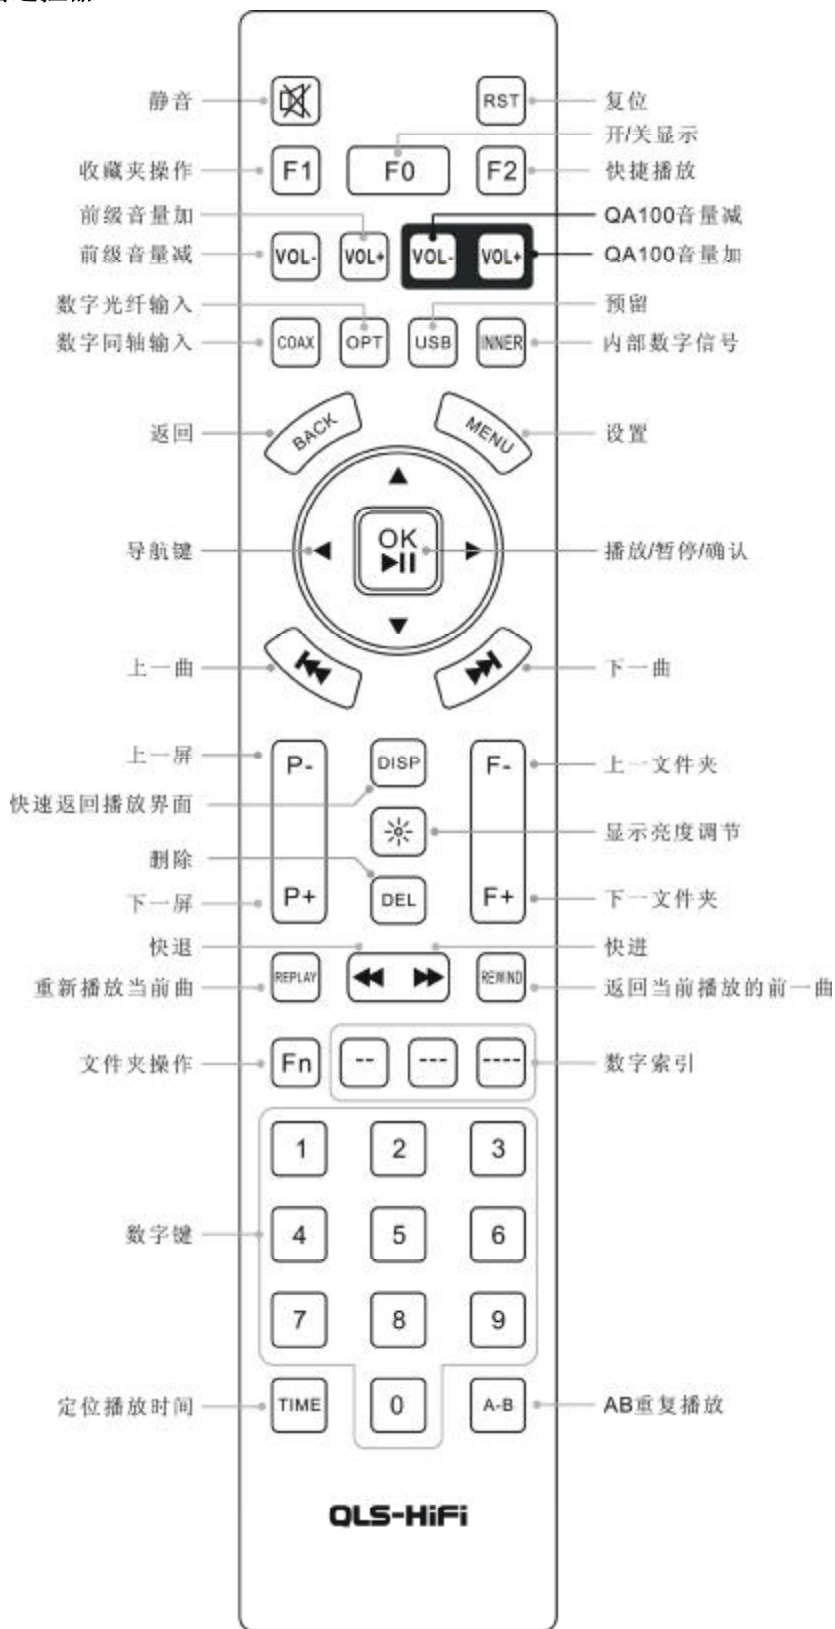 静音 RST 复位
开/关显示
收藏夹操作 F1 F0 F2 快捷播放
前级音量加 QA100音量减
前级音量减 VOL- VOL+ VOL- VOL+ QA100音量加
数字光纤输入 预留
数字同轴输入 COAX OPT USB INNER 内部数字信号
返回 BACK MENU 设置
导航键 OK 播放/暂停/确认
上一曲 下一曲
上一屏 P- DISP F- 上一文件夹
快速返回播放界面
显示亮度调节
删除
下一屏 P+ DEL F+ 下一文件夹
快退 快进
重新播放当前曲 REPLAY REWIND 返回当前播放的前一曲
文件夹操作 Fn -- --- ---- 数字索引
1 2 3
数字键 4 5 6
7 8 9
定位播放时间 TIME 0 A-B AB重复播放
QLS-HiFi